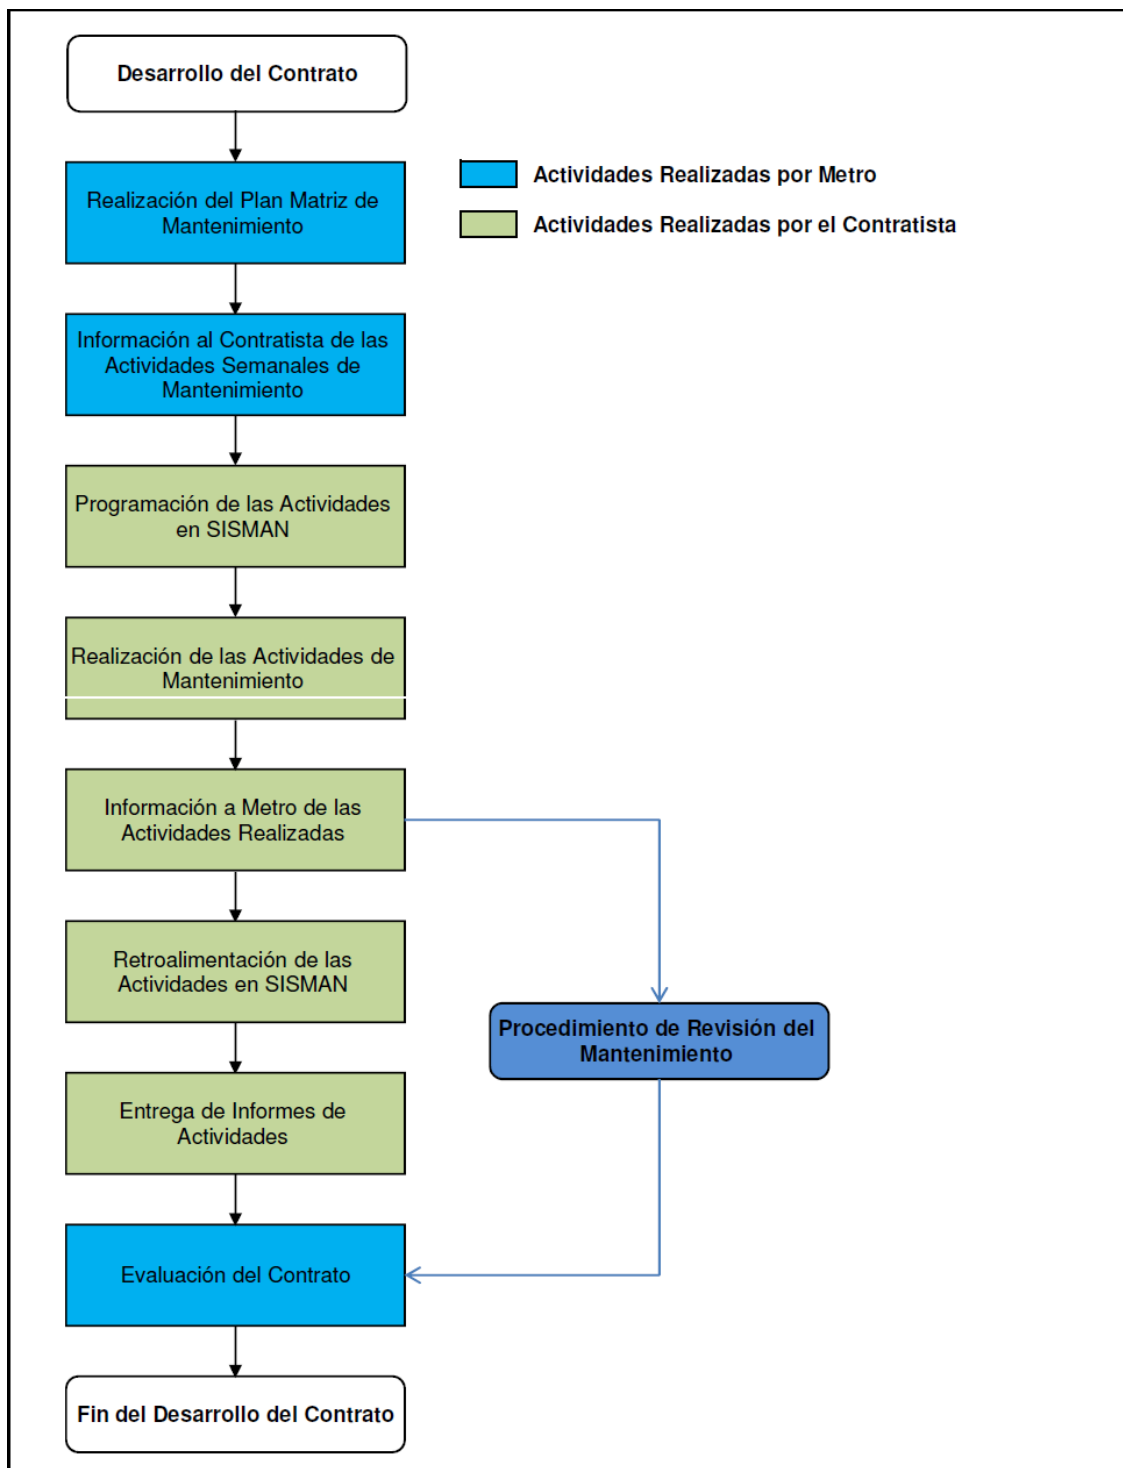 Desarrollo del Contrato
Actividades Realizadas por Metro
Actividades Realizadas por el Contratista
Realización del Plan Matriz de
Mantenimiento
Información al Contratista de las
Actividades Semanales de
Mantenimiento
Programación de las Actividades
en SISMAN
Realización de las Actividades de
Mantenimiento
Información a Metro de las
Actividades Realizadas
Retroalimentación de las
Actividades en SISMAN
Procedimiento de Revisión del
Mantenimiento
Entrega de Informes de
Actividades
Evaluación del Contrato
Fin del Desarrollo del Contrato